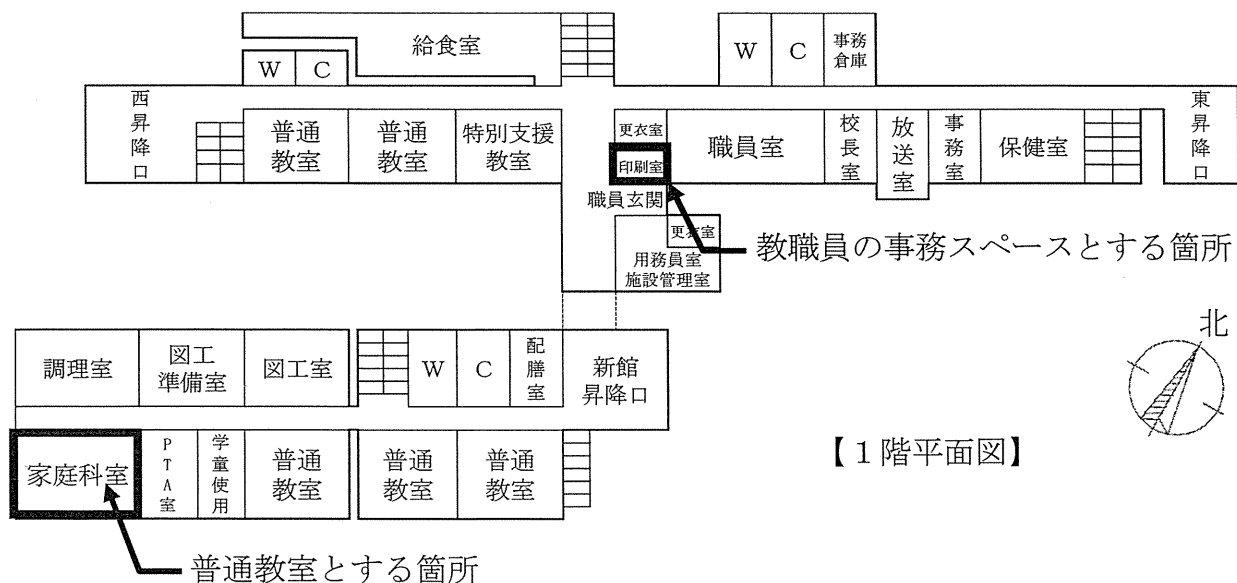 給食室
W
C
W
C
事務
倉庫
西昇降口
普通
教室
普通
教室
特別支援
教室
更衣室
印刷室
職員室
校長室
放送室
事務室
保健室
東昇降口
職員玄関
更衣室
用務員室
施設管理室
教職員の事務スペースとする箇所
調理室
図工
準備室
図工室
W
C
配膳室
新館
昇降口
北
家庭科室
PTA室
学童使用
普通
教室
普通
教室
普通
教室
【1階平面図】
普通教室とする箇所